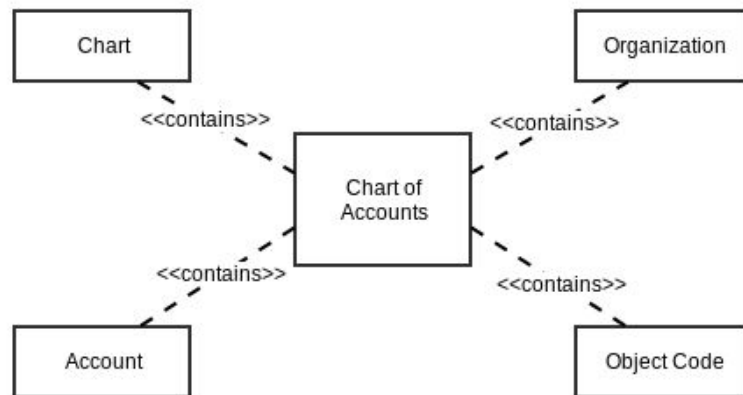 Chart
Organization
<<contains>>
<<contains>>
Chart of
Accounts
<<contains>>
<<contains>>
Account
Object Code